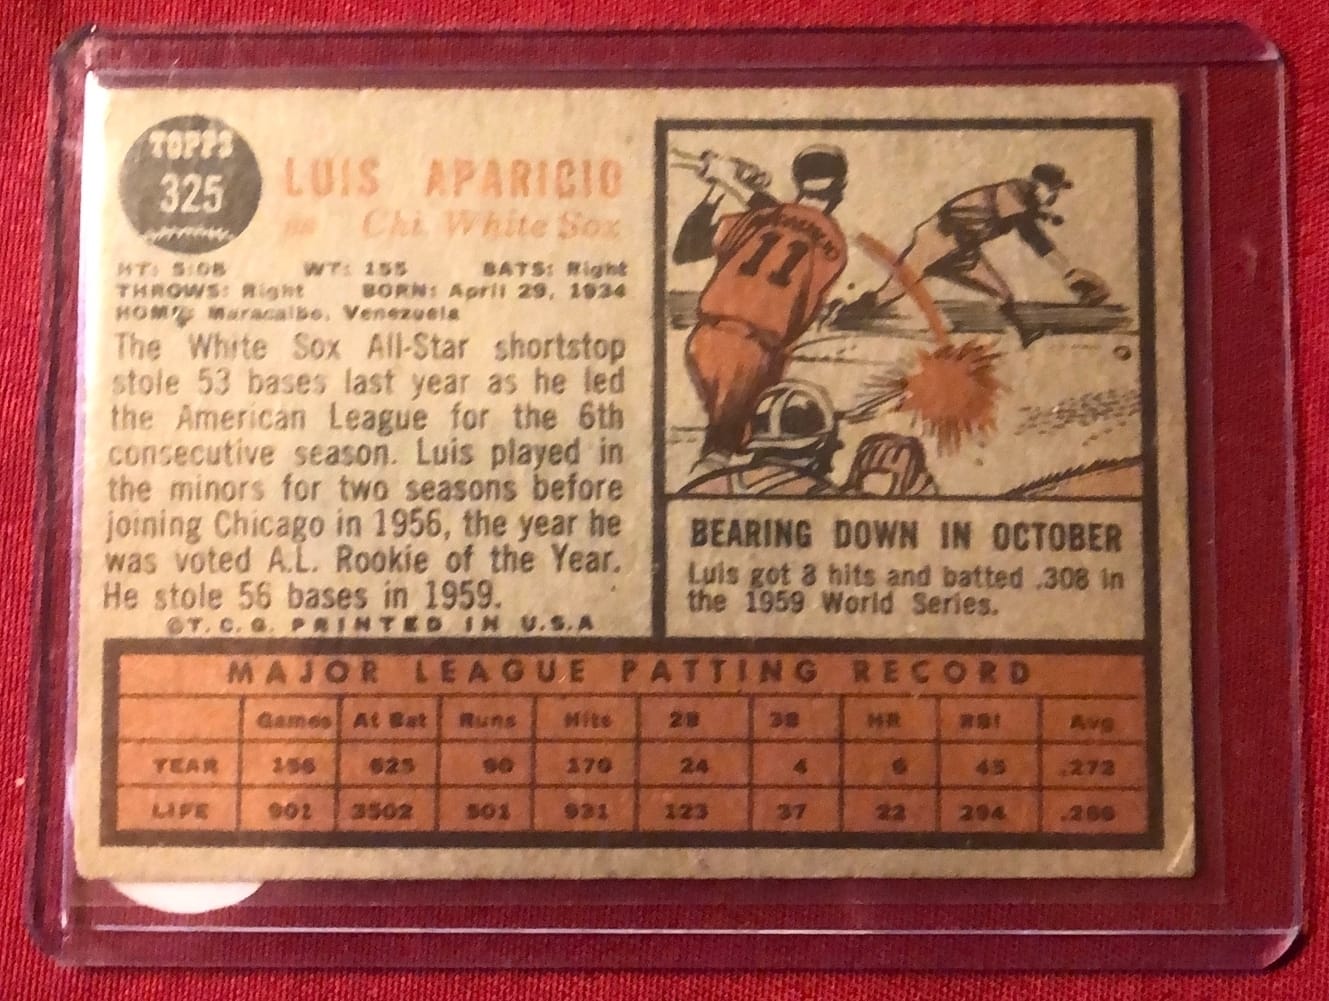 TOPPS
325
LUIS APARICIO
ss Chi. White Sox
HT: 5:08 WT: 155 BATS: Right
THROWS: Right BORN: April 29, 1934
HOME: Maracaibo, Venezuela
The White Sox All-Star shortstop
stole 53 bases last year as he led
the American League for the 6th
consecutive season. Luis played in
the minors for two seasons before
joining Chicago in 1956, the year he
was voted A.L. Rookie of the Year.
He stole 56 bases in 1959.
©T. C. G. PRINTED IN U.S.A
11
BEARING DOWN IN OCTOBER
Luis got 8 hits and batted .308 in
the 1959 World Series.
MAJOR LEAGUE BATTING RECORD
Games At Bat Runs Hits 2B 3B HR RBI Avg
YEAR 156 625 90 170 24 4 6 45 .272
LIFE 901 3502 501 931 123 37 22 294 .266